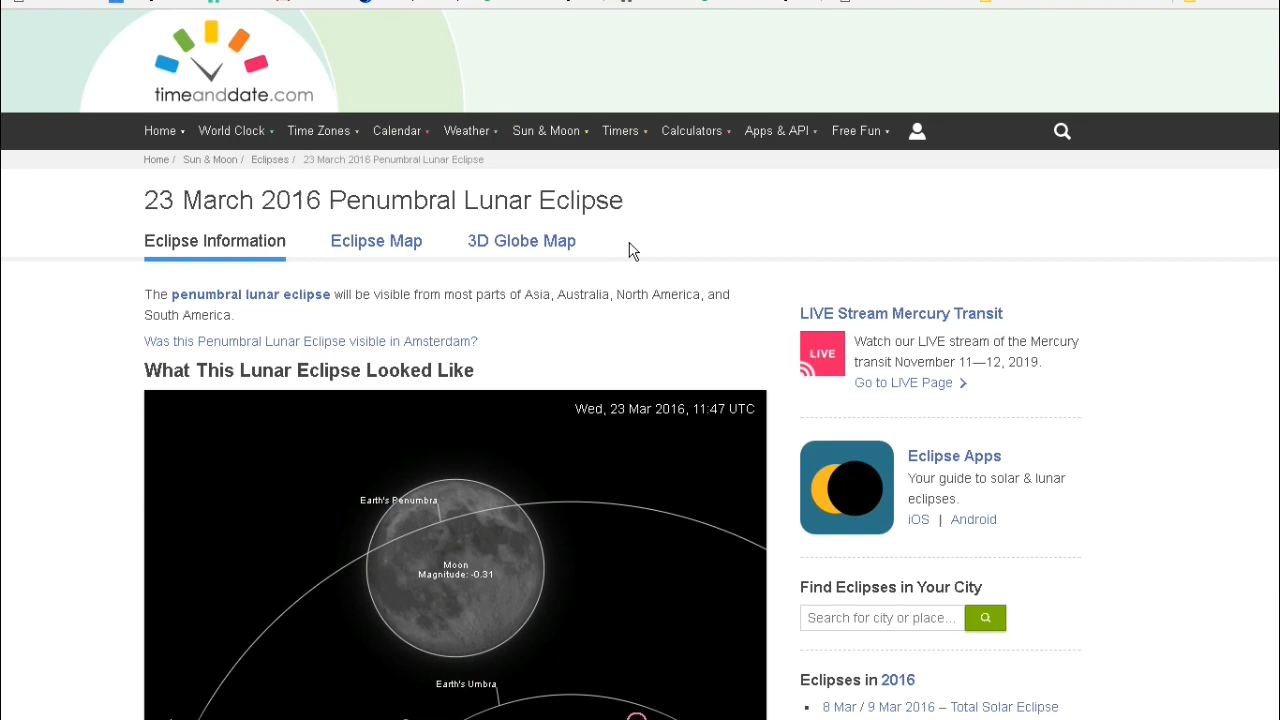 timeanddate.com
Home World Clock Time Zones Calendar Weather Sun & Moon Timers Calculators Apps & API Free Fun
Home / Sun & Moon / Eclipses / 23 March 2016 Penumbral Lunar Eclipse
23 March 2016 Penumbral Lunar Eclipse
Eclipse Information Eclipse Map 3D Globe Map
The penumbral lunar eclipse will be visible from most parts of Asia, Australia, North America, and
South America.
Was this Penumbral Lunar Eclipse visible in Amsterdam?
What This Lunar Eclipse Looked Like
Wed, 23 Mar 2016, 11:47 UTC
Earth's Penumbra
Moon
Magnitude: -0.31
Earth's Umbra
LIVE Stream Mercury Transit
LIVE
Watch our LIVE stream of the Mercury
transit November 11—12, 2019.
Go to LIVE Page
Eclipse Apps
Your guide to solar & lunar
eclipses.
iOS | Android
Find Eclipses in Your City
Search for city or place...
Eclipses in 2016
8 Mar / 9 Mar 2016 – Total Solar Eclipse